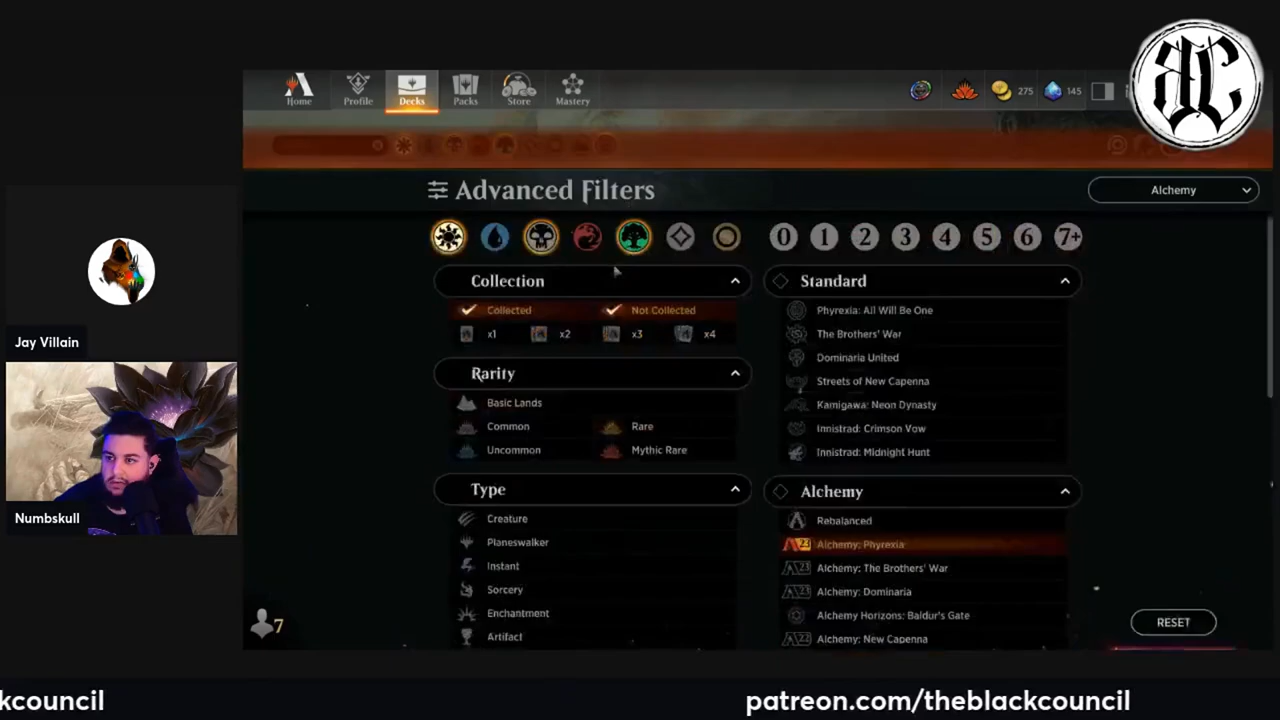 Home
Profile
Decks
Packs
Store
Mastery
275
145
Advanced Filters
Alchemy
0 1 2 3 4 5 6 7+
Collection
Collected
Not Collected
x1
x2
x3
x4
Rarity
Basic Lands
Common
Rare
Uncommon
Mythic Rare
Type
Creature
Planeswalker
Instant
Sorcery
Enchantment
Artifact
Standard
Phyrexia: All Will Be One
The Brothers' War
Dominaria United
Streets of New Capenna
Kamigawa: Neon Dynasty
Innistrad: Crimson Vow
Innistrad: Midnight Hunt
Alchemy
Rebalanced
A23 Alchemy: Phyrexia
A23 Alchemy: The Brothers' War
A23 Alchemy: Dominaria
Alchemy Horizons: Baldur's Gate
A22 Alchemy: New Capenna
RESET
7
Jay Villain
Numbskull
kcouncil
patreon.com/theblackcouncil